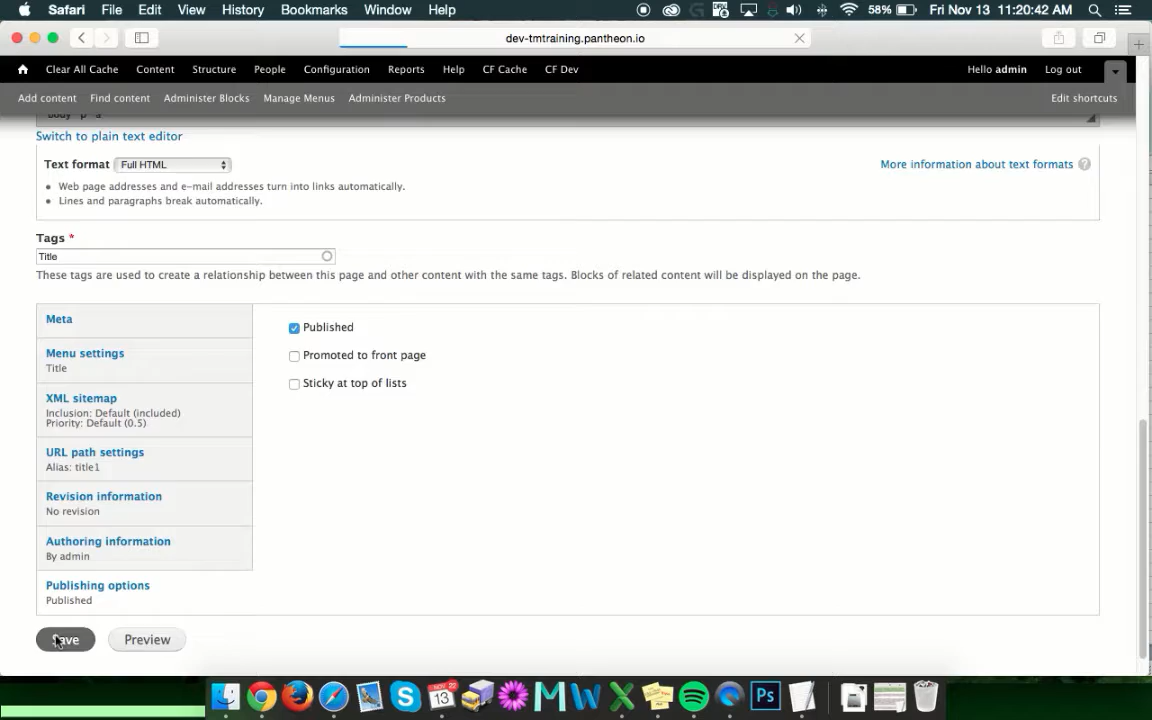 Safari File Edit View History Bookmarks Window Help 58% Fri Nov 13 11:20:42 AM
dev-tmtraining.pantheon.io
Clear All Cache Content Structure People Configuration Reports Help CF Cache CF Dev Hello admin Log out
Add content Find content Administer Blocks Manage Menus Administer Products Edit shortcuts
body p a
Switch to plain text editor
Text format Full HTML More information about text formats ?
Web page addresses and e-mail addresses turn into links automatically.
Lines and paragraphs break automatically.
Tags *
Title
These tags are used to create a relationship between this page and other content with the same tags. Blocks of related content will be displayed on the page.
Meta
Menu settings
Title
XML sitemap
Inclusion: Default (included)
Priority: Default (0.5)
URL path settings
Alias: title1
Revision information
No revision
Authoring information
By admin
Publishing options
Published
Published
Promoted to front page
Sticky at top of lists
Save Preview
NOV 22
13
Ps